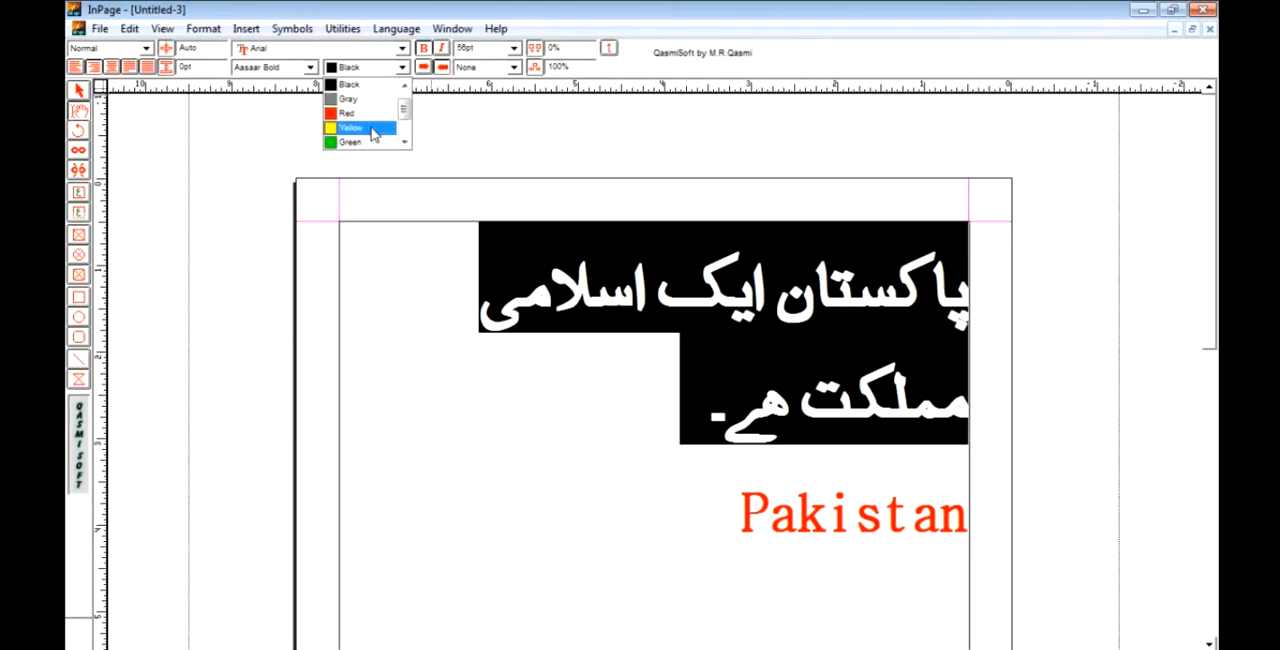 InPage - [Untitled-3]
File Edit View Format Insert Symbols Utilities Language Window Help
Normal Auto Arial B I 56pt 0% QasmiSoft by M.R.Qasmi
0pt Aasaar Bold Black None 100%
Black
Gray
Red
Yellow
Green
پاکستان ایک اسلامی
مملکت ھے۔
Pakistan
QASMI SOFT